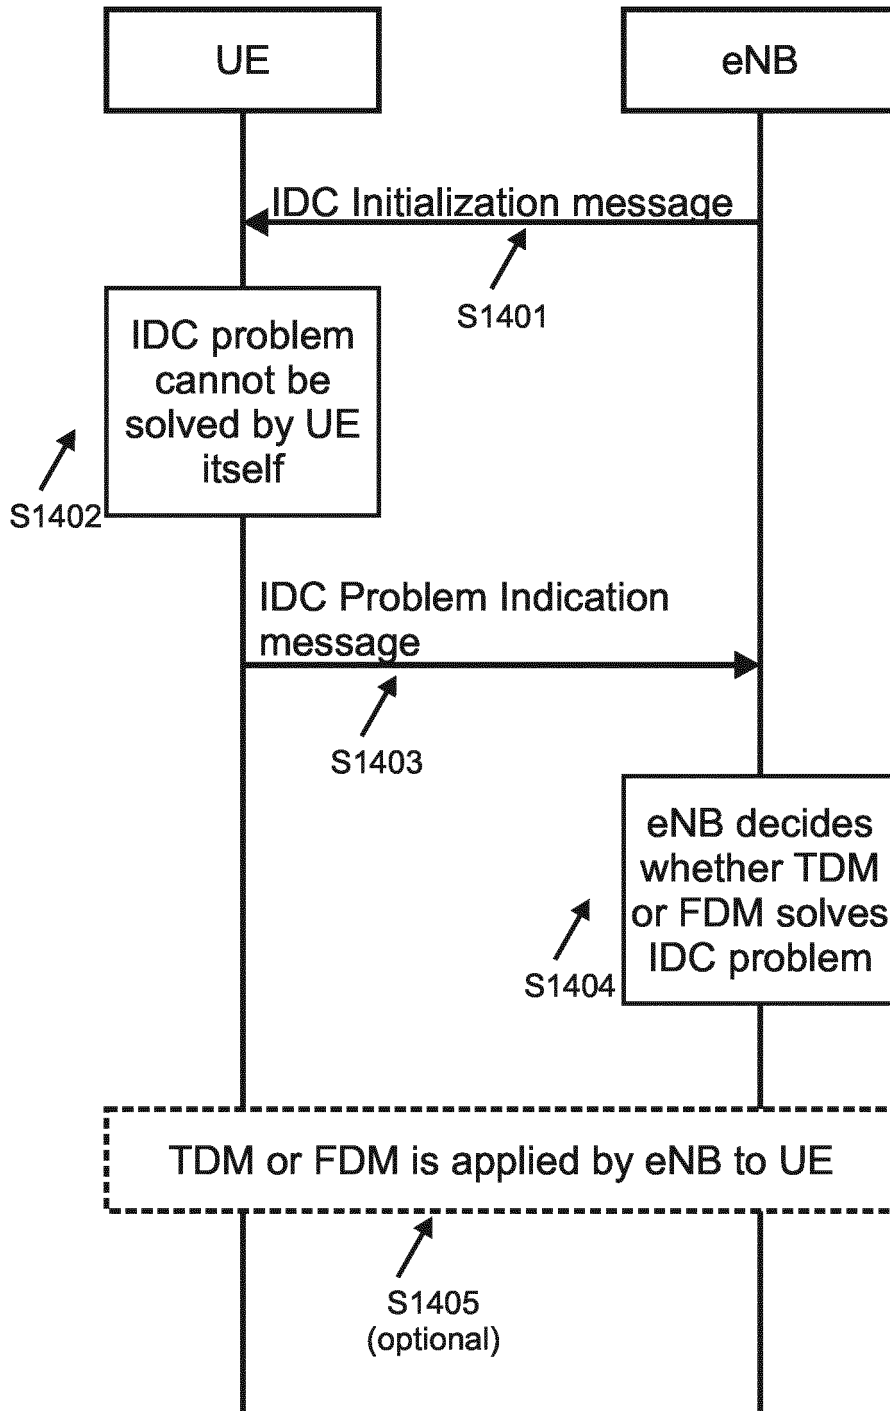 UE
eNB
IDC Initialization message
S1401
IDC problem
cannot be
solved by UE
itself
S1402
IDC Problem Indication
message
S1403
eNB decides
whether TDM
or FDM solves
IDC problem
S1404
TDM or FDM is applied by eNB to UE
S1405
(optional)